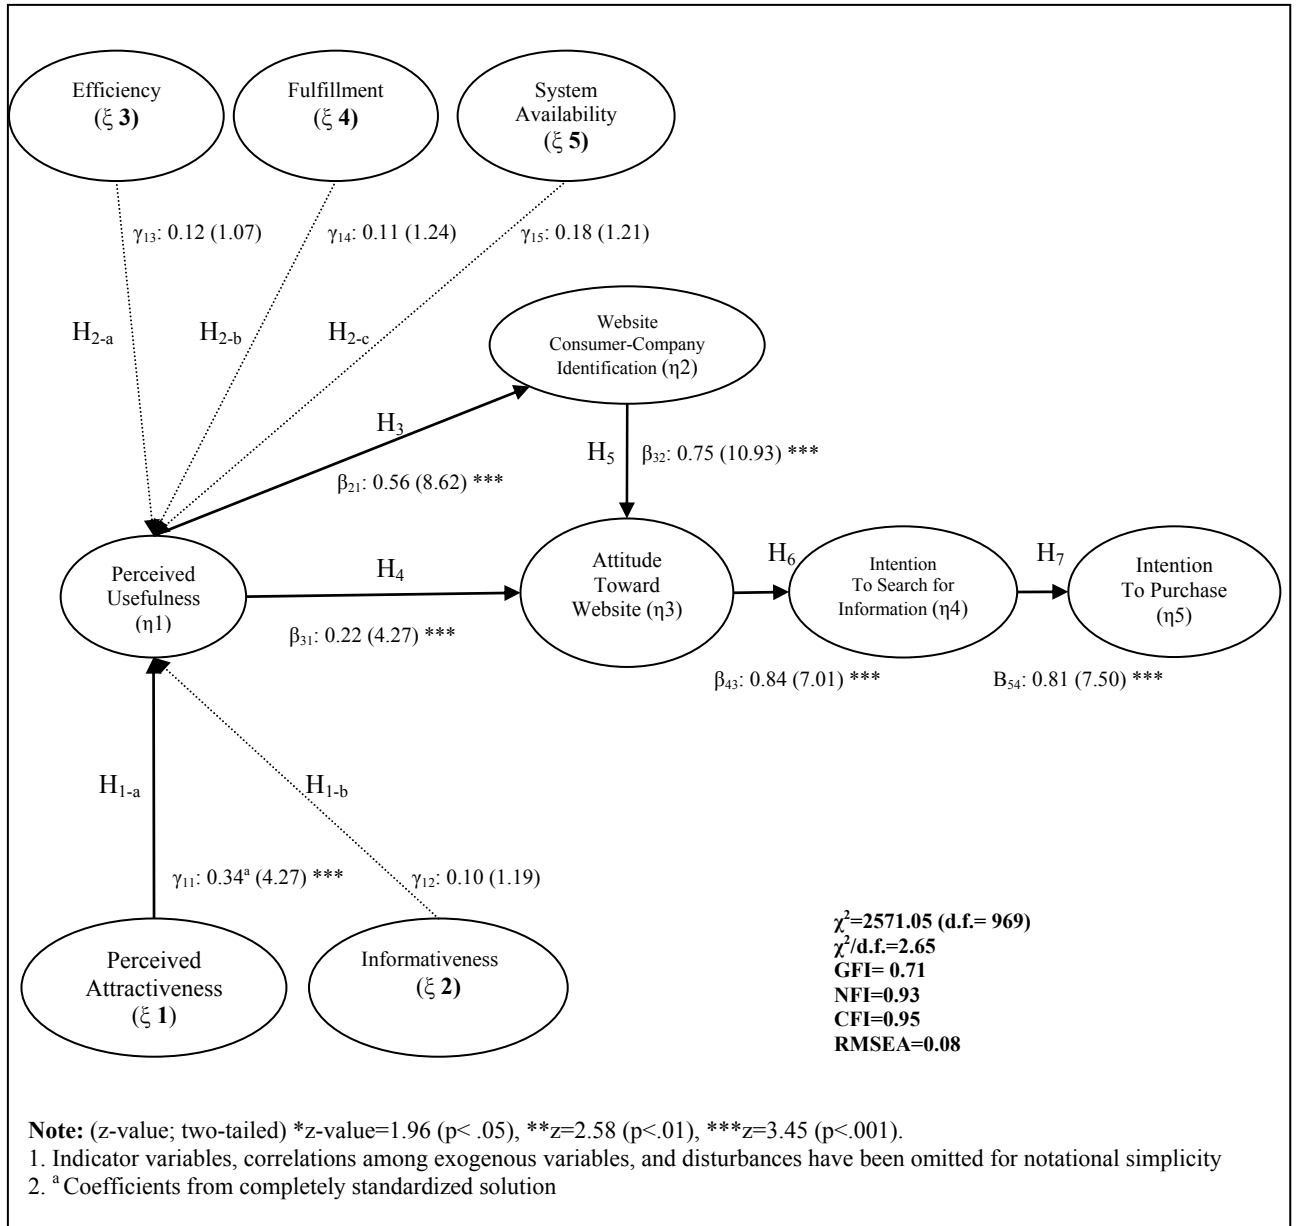 Efficiency
(ξ 3)
Fulfillment
(ξ 4)
System
Availability
(ξ 5)
γ13: 0.12 (1.07)
γ14: 0.11 (1.24)
γ15: 0.18 (1.21)
H2-a
H2-b
H2-c
Website
Consumer-Company
Identification (η2)
H3
β21: 0.56 (8.62) ***
H5
β32: 0.75 (10.93) ***
Perceived
Usefulness
(η1)
H4
β31: 0.22 (4.27) ***
Attitude
Toward
Website (η3)
H6
β43: 0.84 (7.01) ***
Intention
To Search for
Information (η4)
H7
B54: 0.81 (7.50) ***
Intention
To Purchase
(η5)
H1-a
H1-b
γ11: 0.34a (4.27) ***
γ12: 0.10 (1.19)
Perceived
Attractiveness
(ξ 1)
Informativeness
(ξ 2)
χ2=2571.05 (d.f.= 969)
χ2/d.f.=2.65
GFI= 0.71
NFI=0.93
CFI=0.95
RMSEA=0.08
Note: (z-value; two-tailed) *z-value=1.96 (p< .05), **z=2.58 (p<.01), ***z=3.45 (p<.001).
1. Indicator variables, correlations among exogenous variables, and disturbances have been omitted for notational simplicity
2. a Coefficients from completely standardized solution